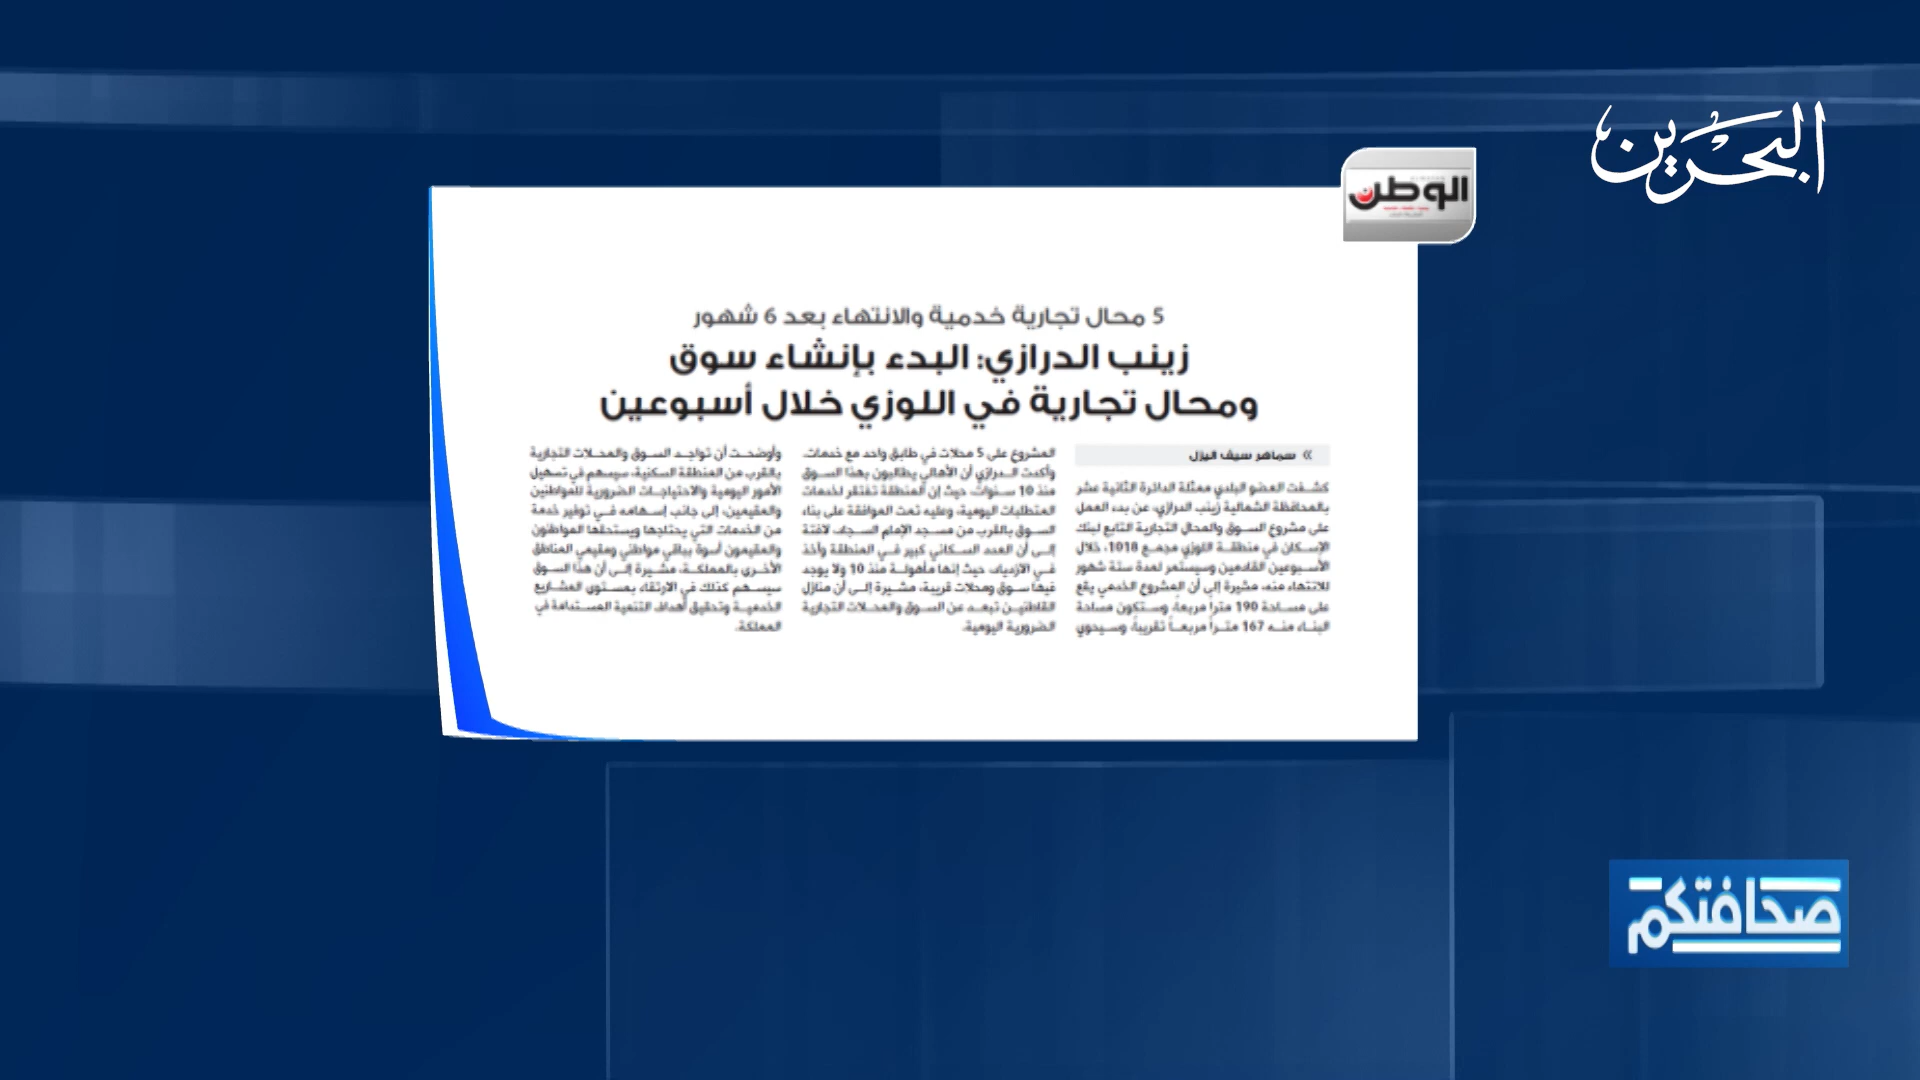 البحرين
الوطن
5 محال تجارية خدمية والانتهاء بعد 6 شهور
زينب الدرازي: البدء بإنشاء سوق
ومحال تجارية في اللوزي خلال أسبوعين
» سماهر سيف اليزل
كشفت العضو البلدي ممثلة الدائرة الثانية عشر
بالمحافظة الشمالية زينب الدرازي، عن بدء العمل
على مشروع السوق والمحال التجارية التابع لبنك
الإسكان في منطقة اللوزي مجمع 1018، خلال
الأسبوعين القادمين وسيستمر لمدة ستة شهور
للانتهاء منه، مشيرة إلى أن المشروع الخدمي يقع
على مساحة 190 متراً مربعاً، وستكون مساحة
البناء منه 167 متراً مربعاً تقريباً، وسيحوي
المشروع على 5 محلات في طابق واحد مع خدمات.
وأكدت الدرازي أن الأهالي يطالبون بهذا السوق
منذ 10 سنوات، حيث إن المنطقة تفتقر لخدمات
المتطلبات اليومية، وعليه تمت الموافقة على بناء
السوق بالقرب من مسجد الإمام السجاد، لافتة
إلى أن العدد السكاني كبير في المنطقة وآخذ
في الازدياد، حيث إنها مأهولة منذ 10 ولا يوجد
فيها سوق ومحلات قريبة، مشيرة إلى أن منازل
القاطنين تبعد عن السوق والمحلات التجارية
الضرورية اليومية.
وأوضحت أن تواجد السوق والمحلات التجارية
بالقرب من المنطقة السكنية، سيسهم في تسهيل
الأمور اليومية والاحتياجات الضرورية للمواطنين
والمقيمين، إلى جانب إسهامه في توفير خدمة
من الخدمات التي يحتاجها ويستحقها المواطنون
والمقيمون أسوة بباقي مواطني ومقيمي المناطق
الأخرى بالمملكة، مشيرة إلى أن هذا السوق
سيسهم كذلك في الارتقاء بمستوى المشاريع
الخدمية وتحقيق أهداف التنمية المستدامة في
المملكة.
صحافتكم